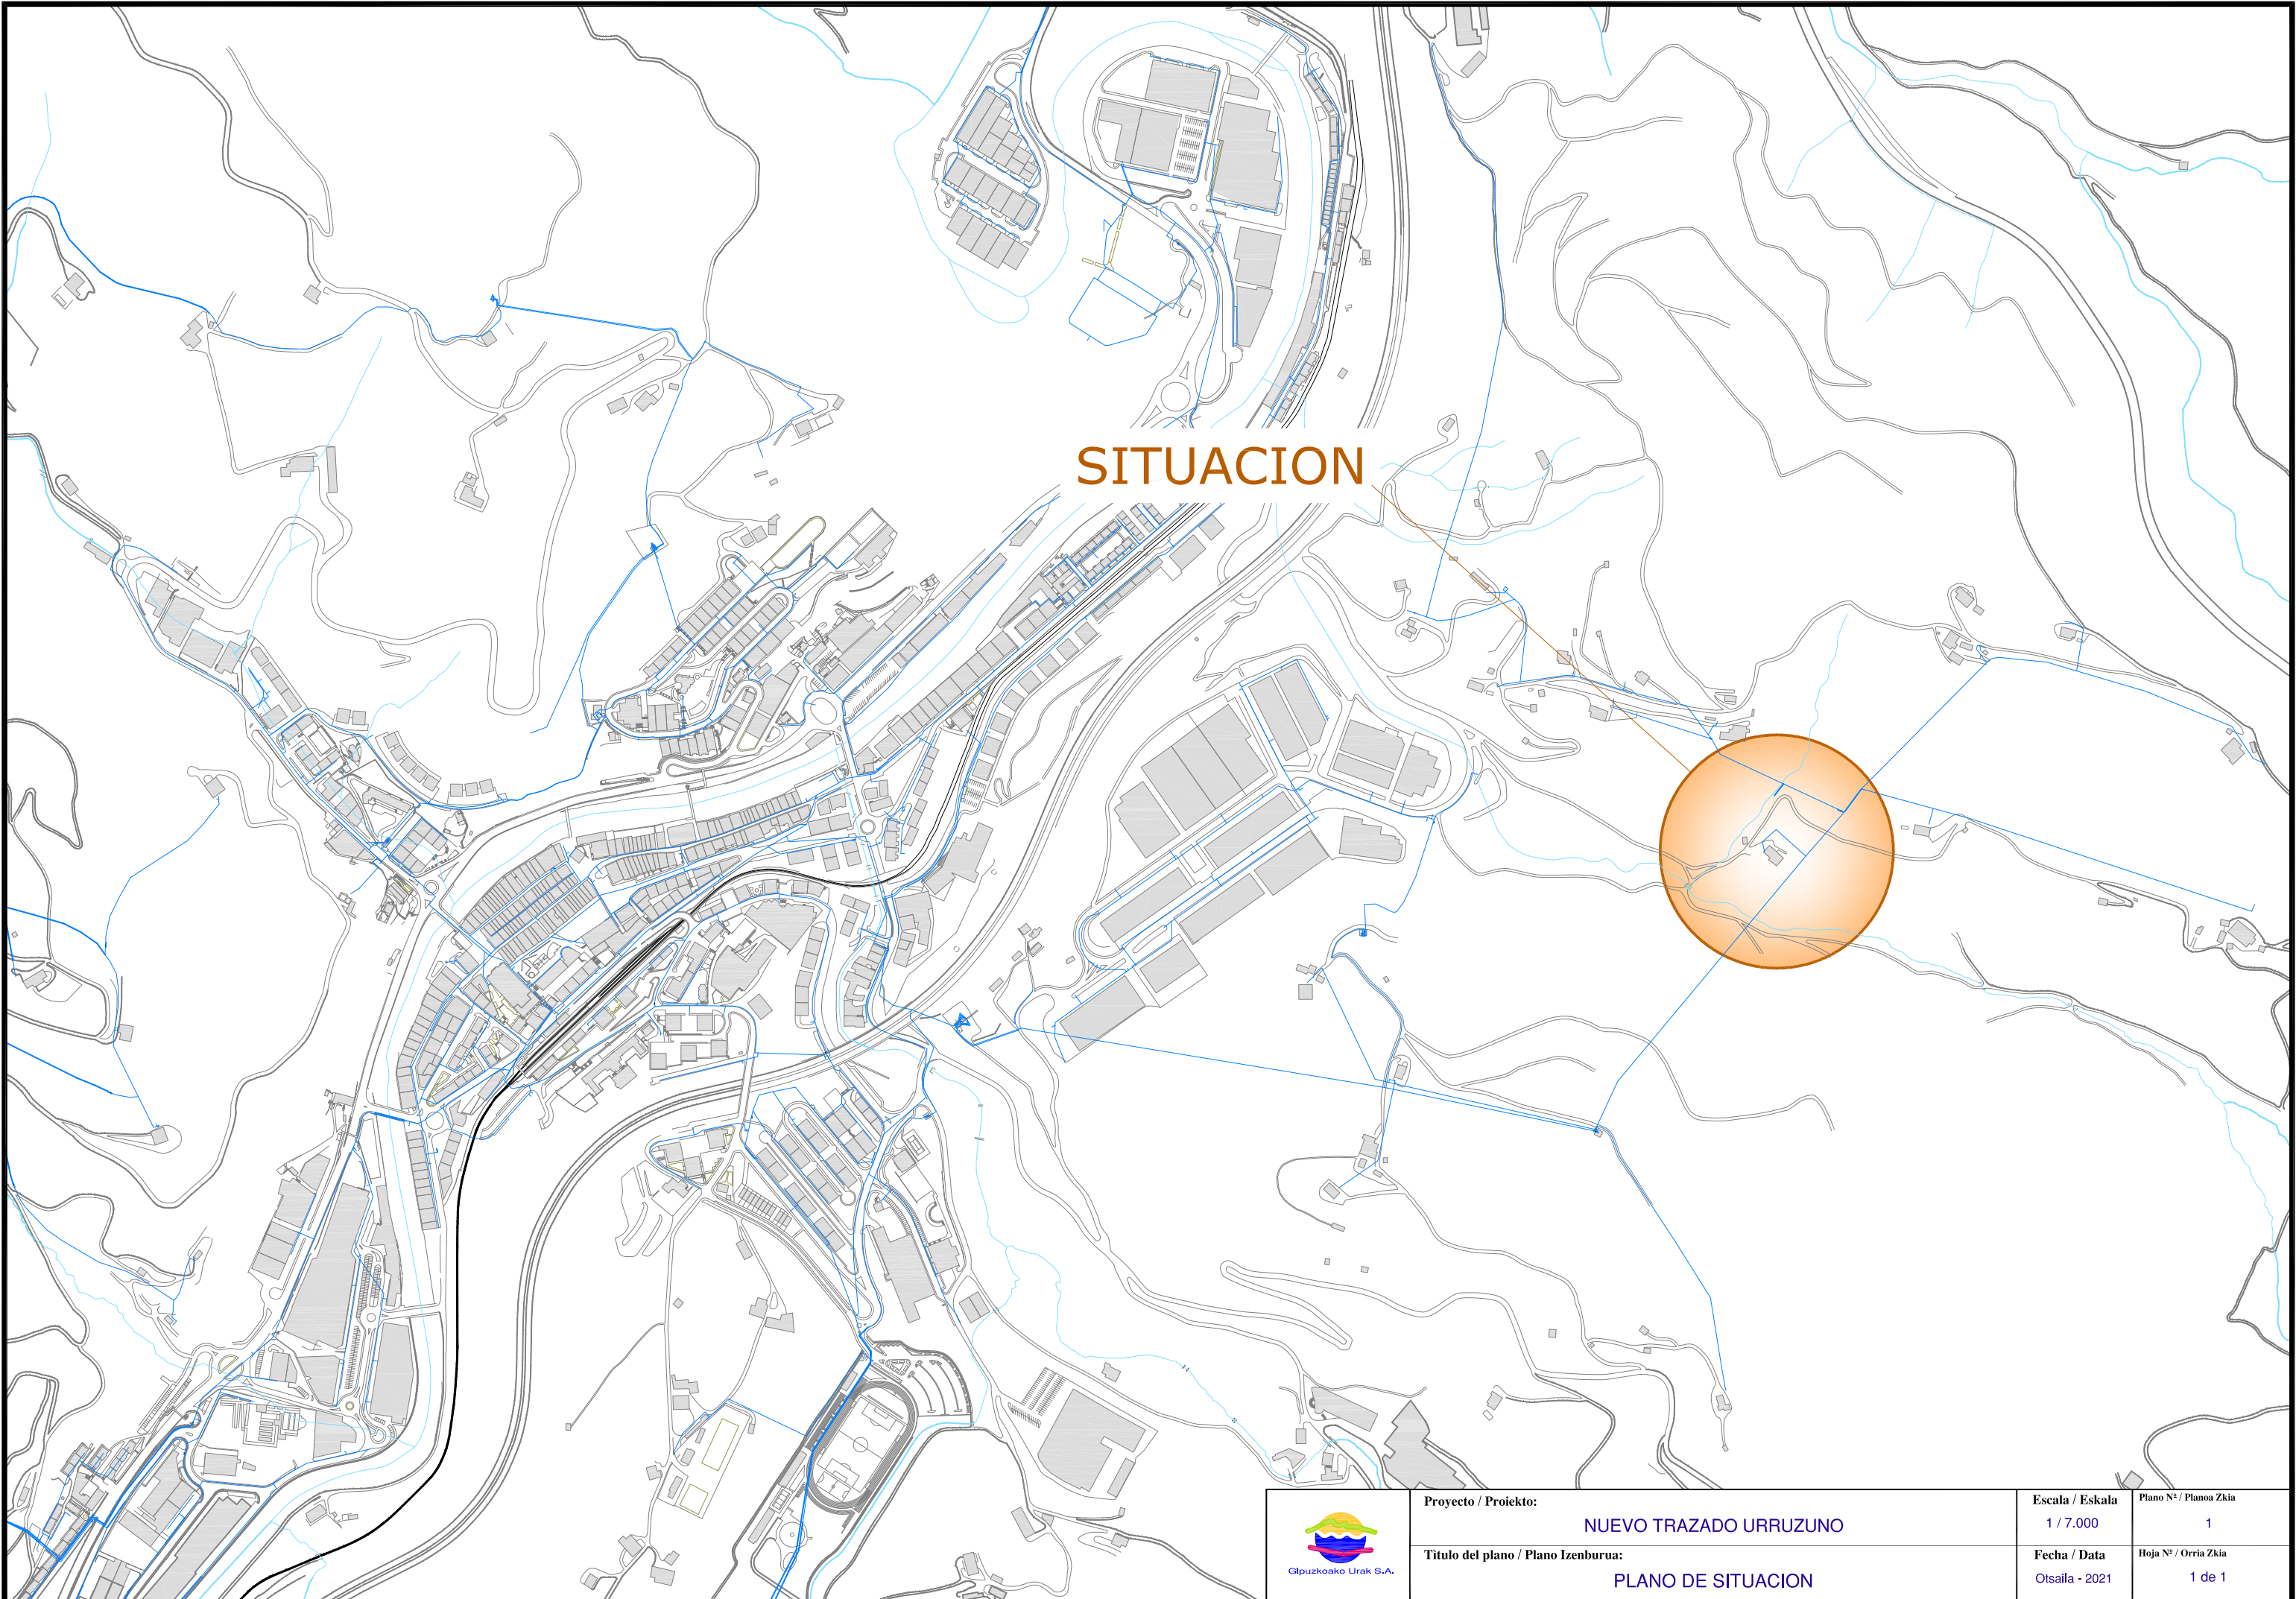 SITUACION
Gipuzkoako Urak S.A.
Proyecto / Proiekto:
NUEVO TRAZADO URRUZUNO
Titulo del plano / Plano Izenburua:
PLANO DE SITUACION
Escala / Eskala
1 / 7.000
Fecha / Data
Otsaila - 2021
Plano Nº / Planoa Zkia
1
Hoja Nº / Orria Zkia
1 de 1